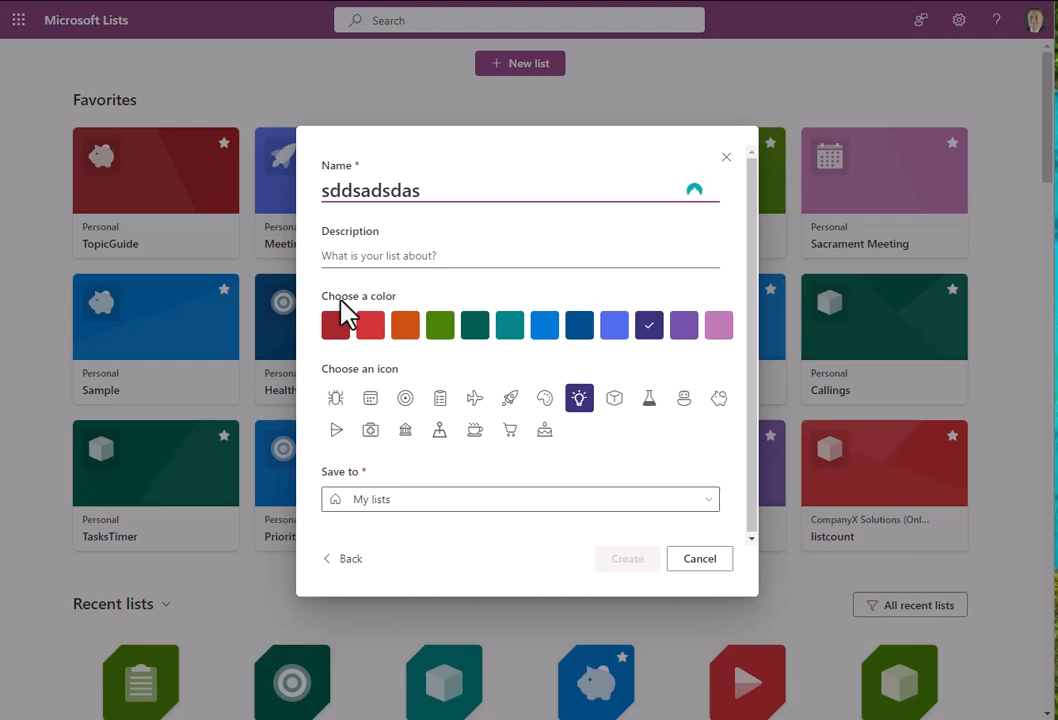 Microsoft Lists
Search
?
+ New list
Favorites
Personal
TopicGuide
Personal
Sacrament Meeting
Personal
Sample
Personal
Callings
Personal
TasksTimer
CompanyX Solutions (Onl...
listcount
Name *
sddsadsdas
Description
What is your list about?
Choose a color
Choose an icon
Save to *
My lists
Back
Create
Cancel
Recent lists
All recent lists